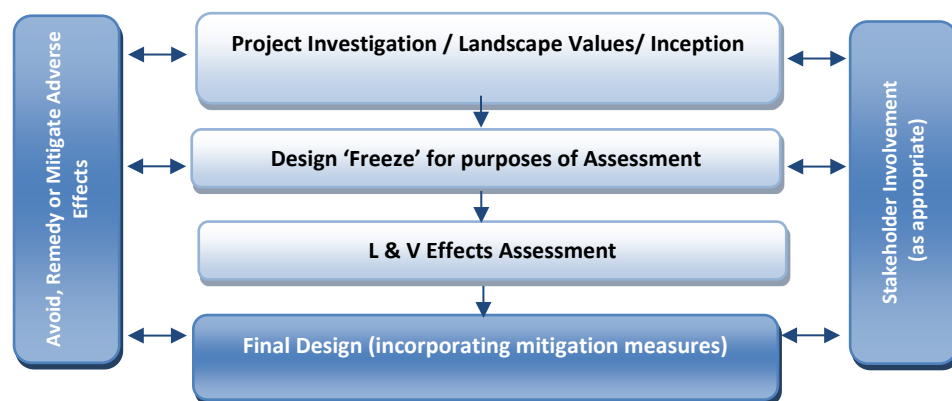 Avoid, Remedy or Mitigate Adverse
Effects
Project Investigation / Landscape Values/ Inception
Design ‘Freeze’ for purposes of Assessment
L & V Effects Assessment
Final Design (incorporating mitigation measures)
Stakeholder Involvement
(as appropriate)